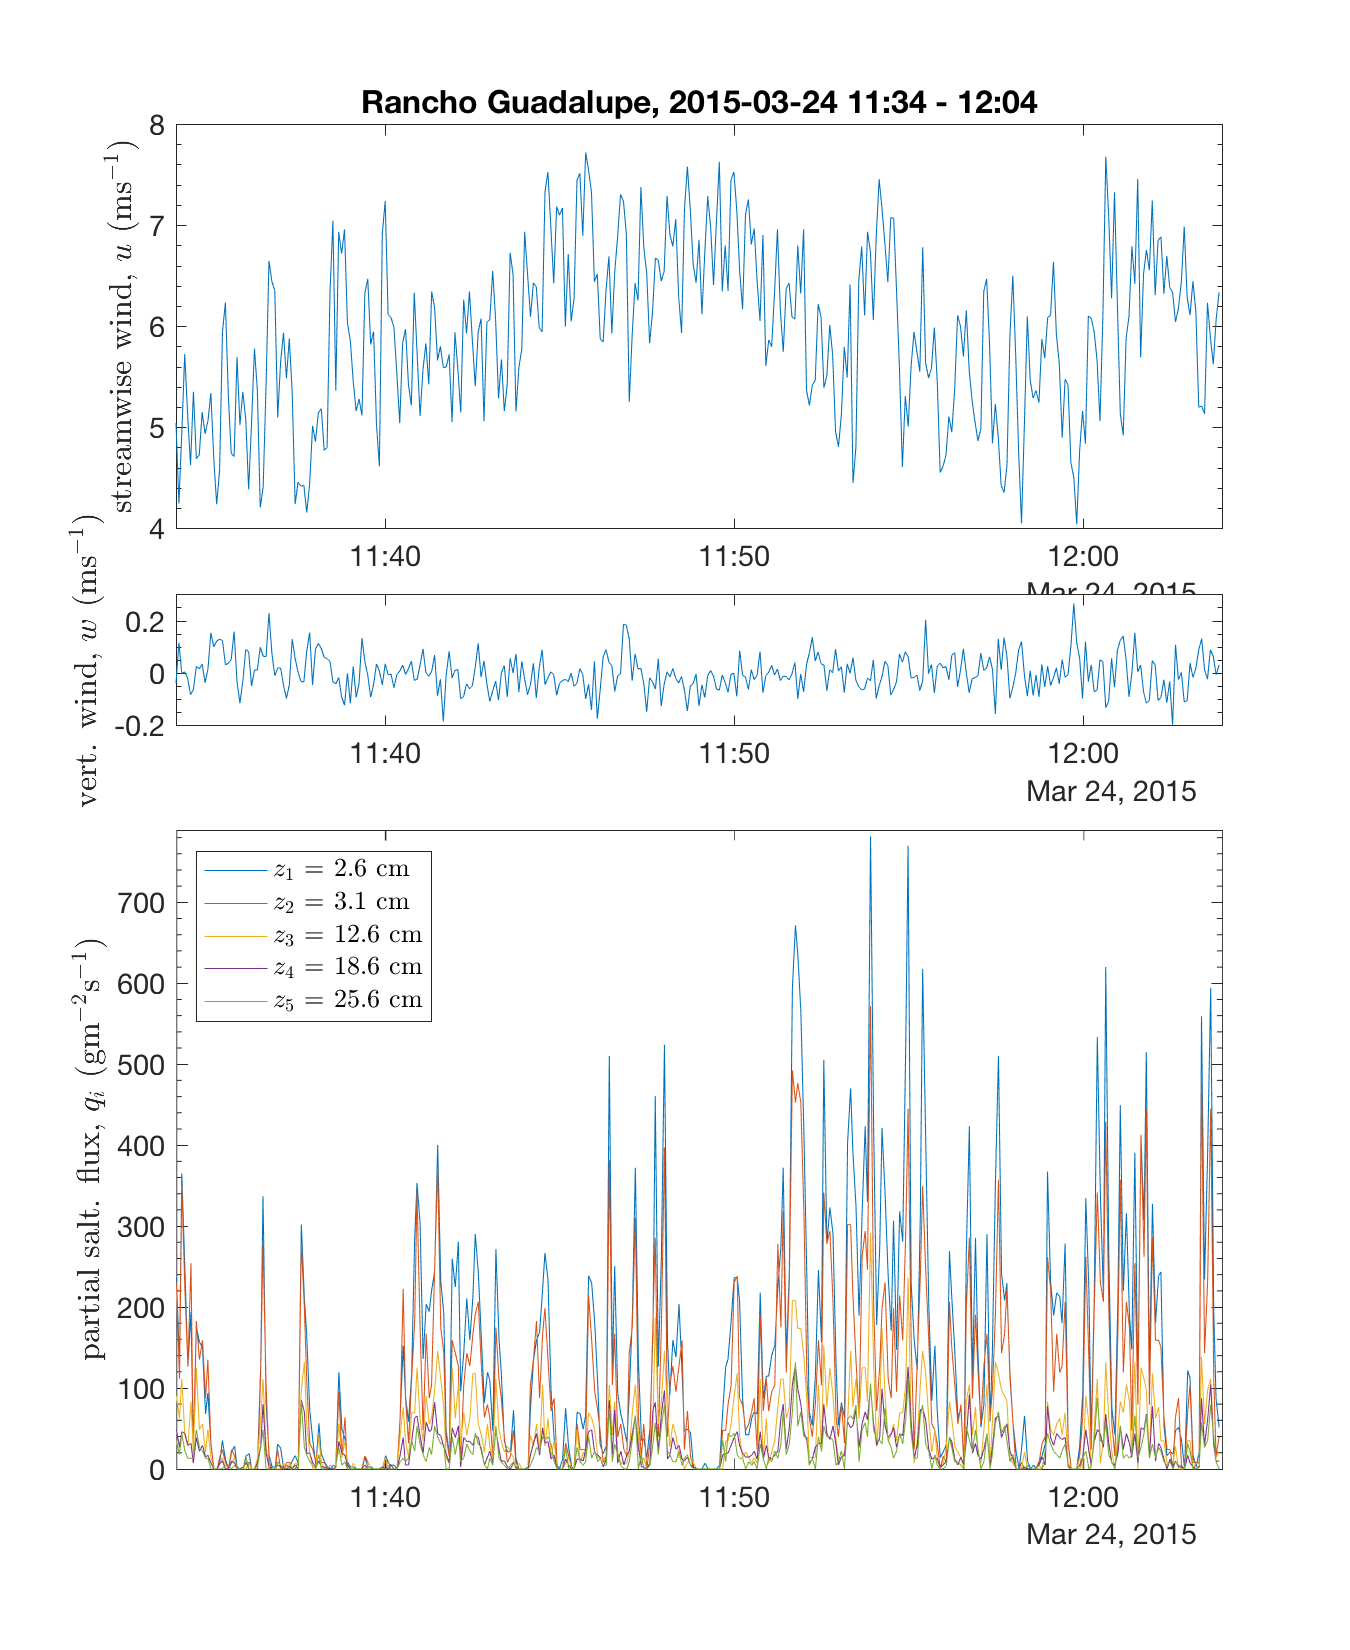 Rancho Guadalupe, 2015-03-24 11:34 - 12:04
streamwise wind, u (ms⁻¹)
8
7
6
5
4
11:40 11:50 12:00
Mar 24, 2015
vert. wind, w (ms⁻¹)
0.2
0
-0.2
11:40 11:50 12:00
Mar 24, 2015
partial salt. flux, qᵢ (gm⁻²s⁻¹)
700
600
500
400
300
200
100
0
z₁ = 2.6 cm
z₂ = 3.1 cm
z₃ = 12.6 cm
z₄ = 18.6 cm
z₅ = 25.6 cm
11:40 11:50 12:00
Mar 24, 2015